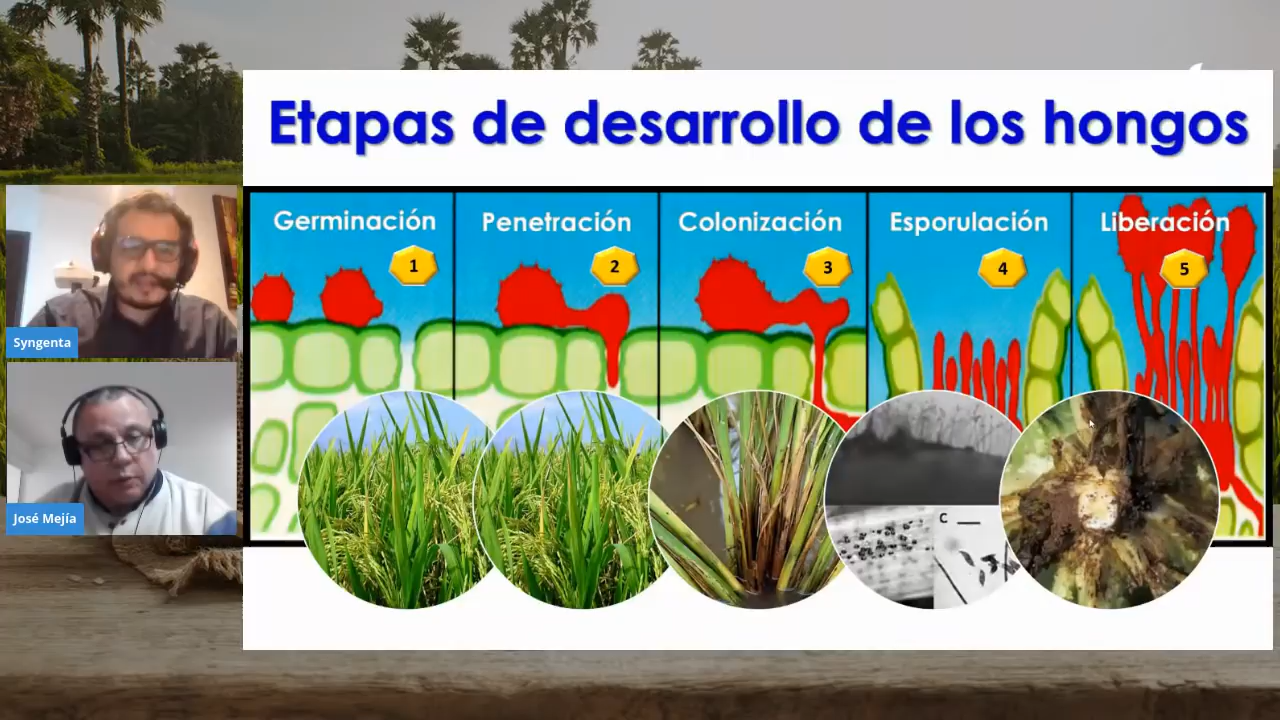 Etapas de desarrollo de los hongos
Germinación
1
Penetración
2
Colonización
3
Esporulación
4
Liberación
5
C
Syngenta
José Mejía